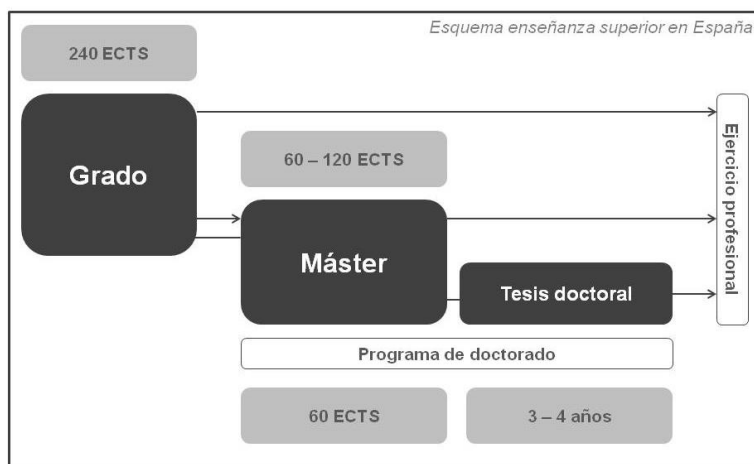 Esquema enseñanza superior en España
240 ECTS
Grado
60 – 120 ECTS
Máster
Tesis doctoral
Ejercicio profesional
Programa de doctorado
60 ECTS
3 – 4 años